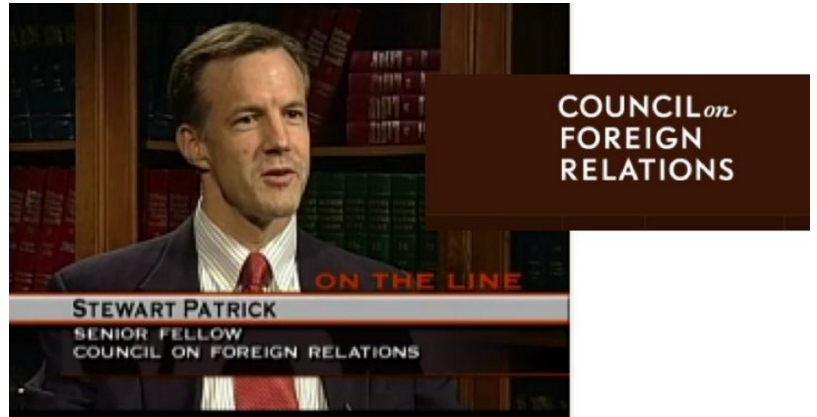 COUNCIL on
FOREIGN
RELATIONS
ON THE LINE
STEWART PATRICK
SENIOR FELLOW
COUNCIL ON FOREIGN RELATIONS